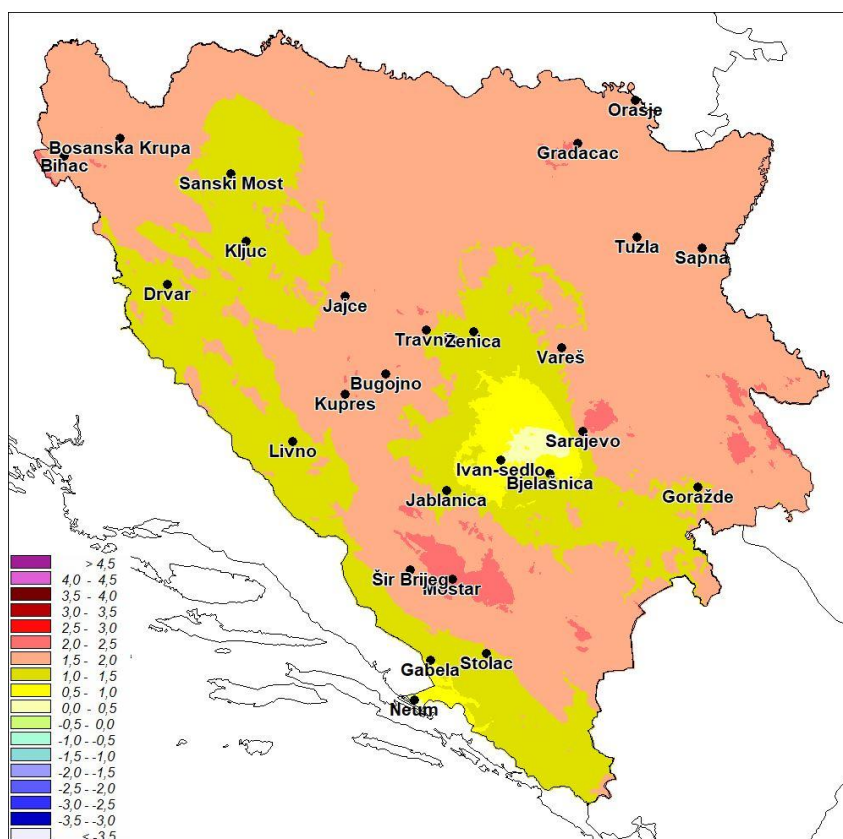 Orašje
Bosanska Krupa
Gradacac
Bihac
Sanski Most
Tuzla
Kljuc
Sapna
Drvar
Jajce
Travnik
Zenica
Vareš
Bugojno
Kupres
Sarajevo
Livno
Ivan-sedlo
Bjelašnica
Jablanica
Goražde
Šir Brijeg
Mostar
Stolac
Gabela
Neum
> 4,5
4,0 - 4,5
3,5 - 4,0
3,0 - 3,5
2,5 - 3,0
2,0 - 2,5
1,5 - 2,0
1,0 - 1,5
0,5 - 1,0
0,0 - 0,5
-0,5 - 0,0
-1,0 - -0,5
-1,5 - -1,0
-2,0 - -1,5
-2,5 - -2,0
-3,0 - -2,5
-3,5 - -3,0
< -3,5